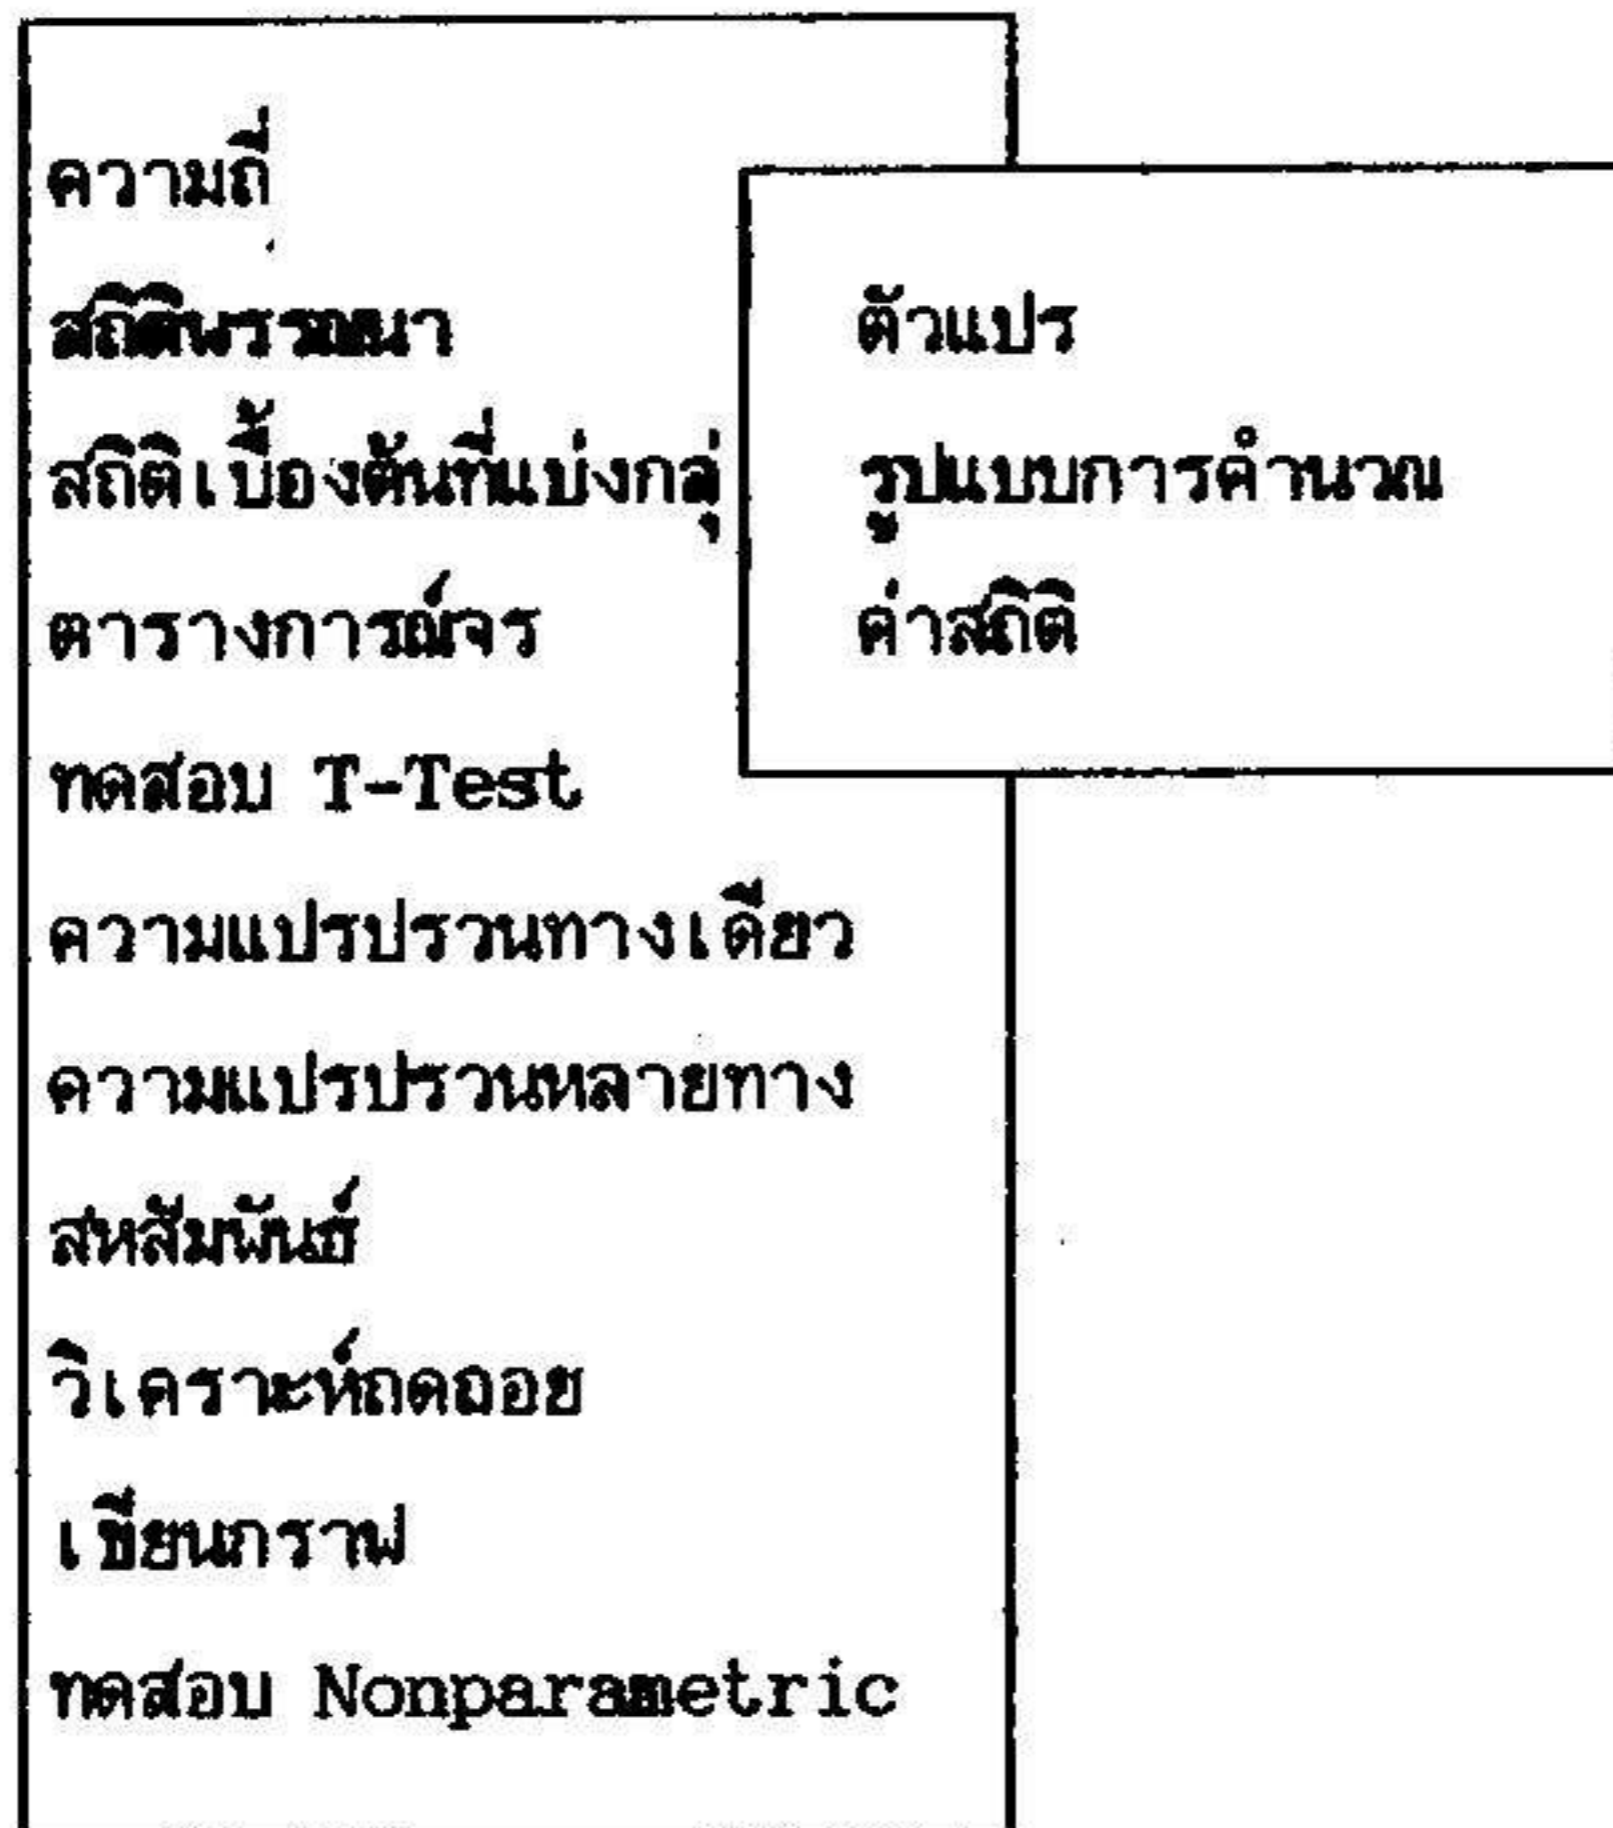 ความถี่
สถิติพรรณนา
สถิติเบื้องต้นที่แบ่งกลุ่
ตารางการณ์จร
ทดสอบ T-Test
ความแปรปรวนทางเดียว
ความแปรปรวนหลายทาง
สหสัมพันธ์
วิเคราะห์ถดถอย
เขียนกราฟ
ทดสอบ Nonparametric
ตัวแปร
รูปแบบการคำนวณ
ค่าสถิติ